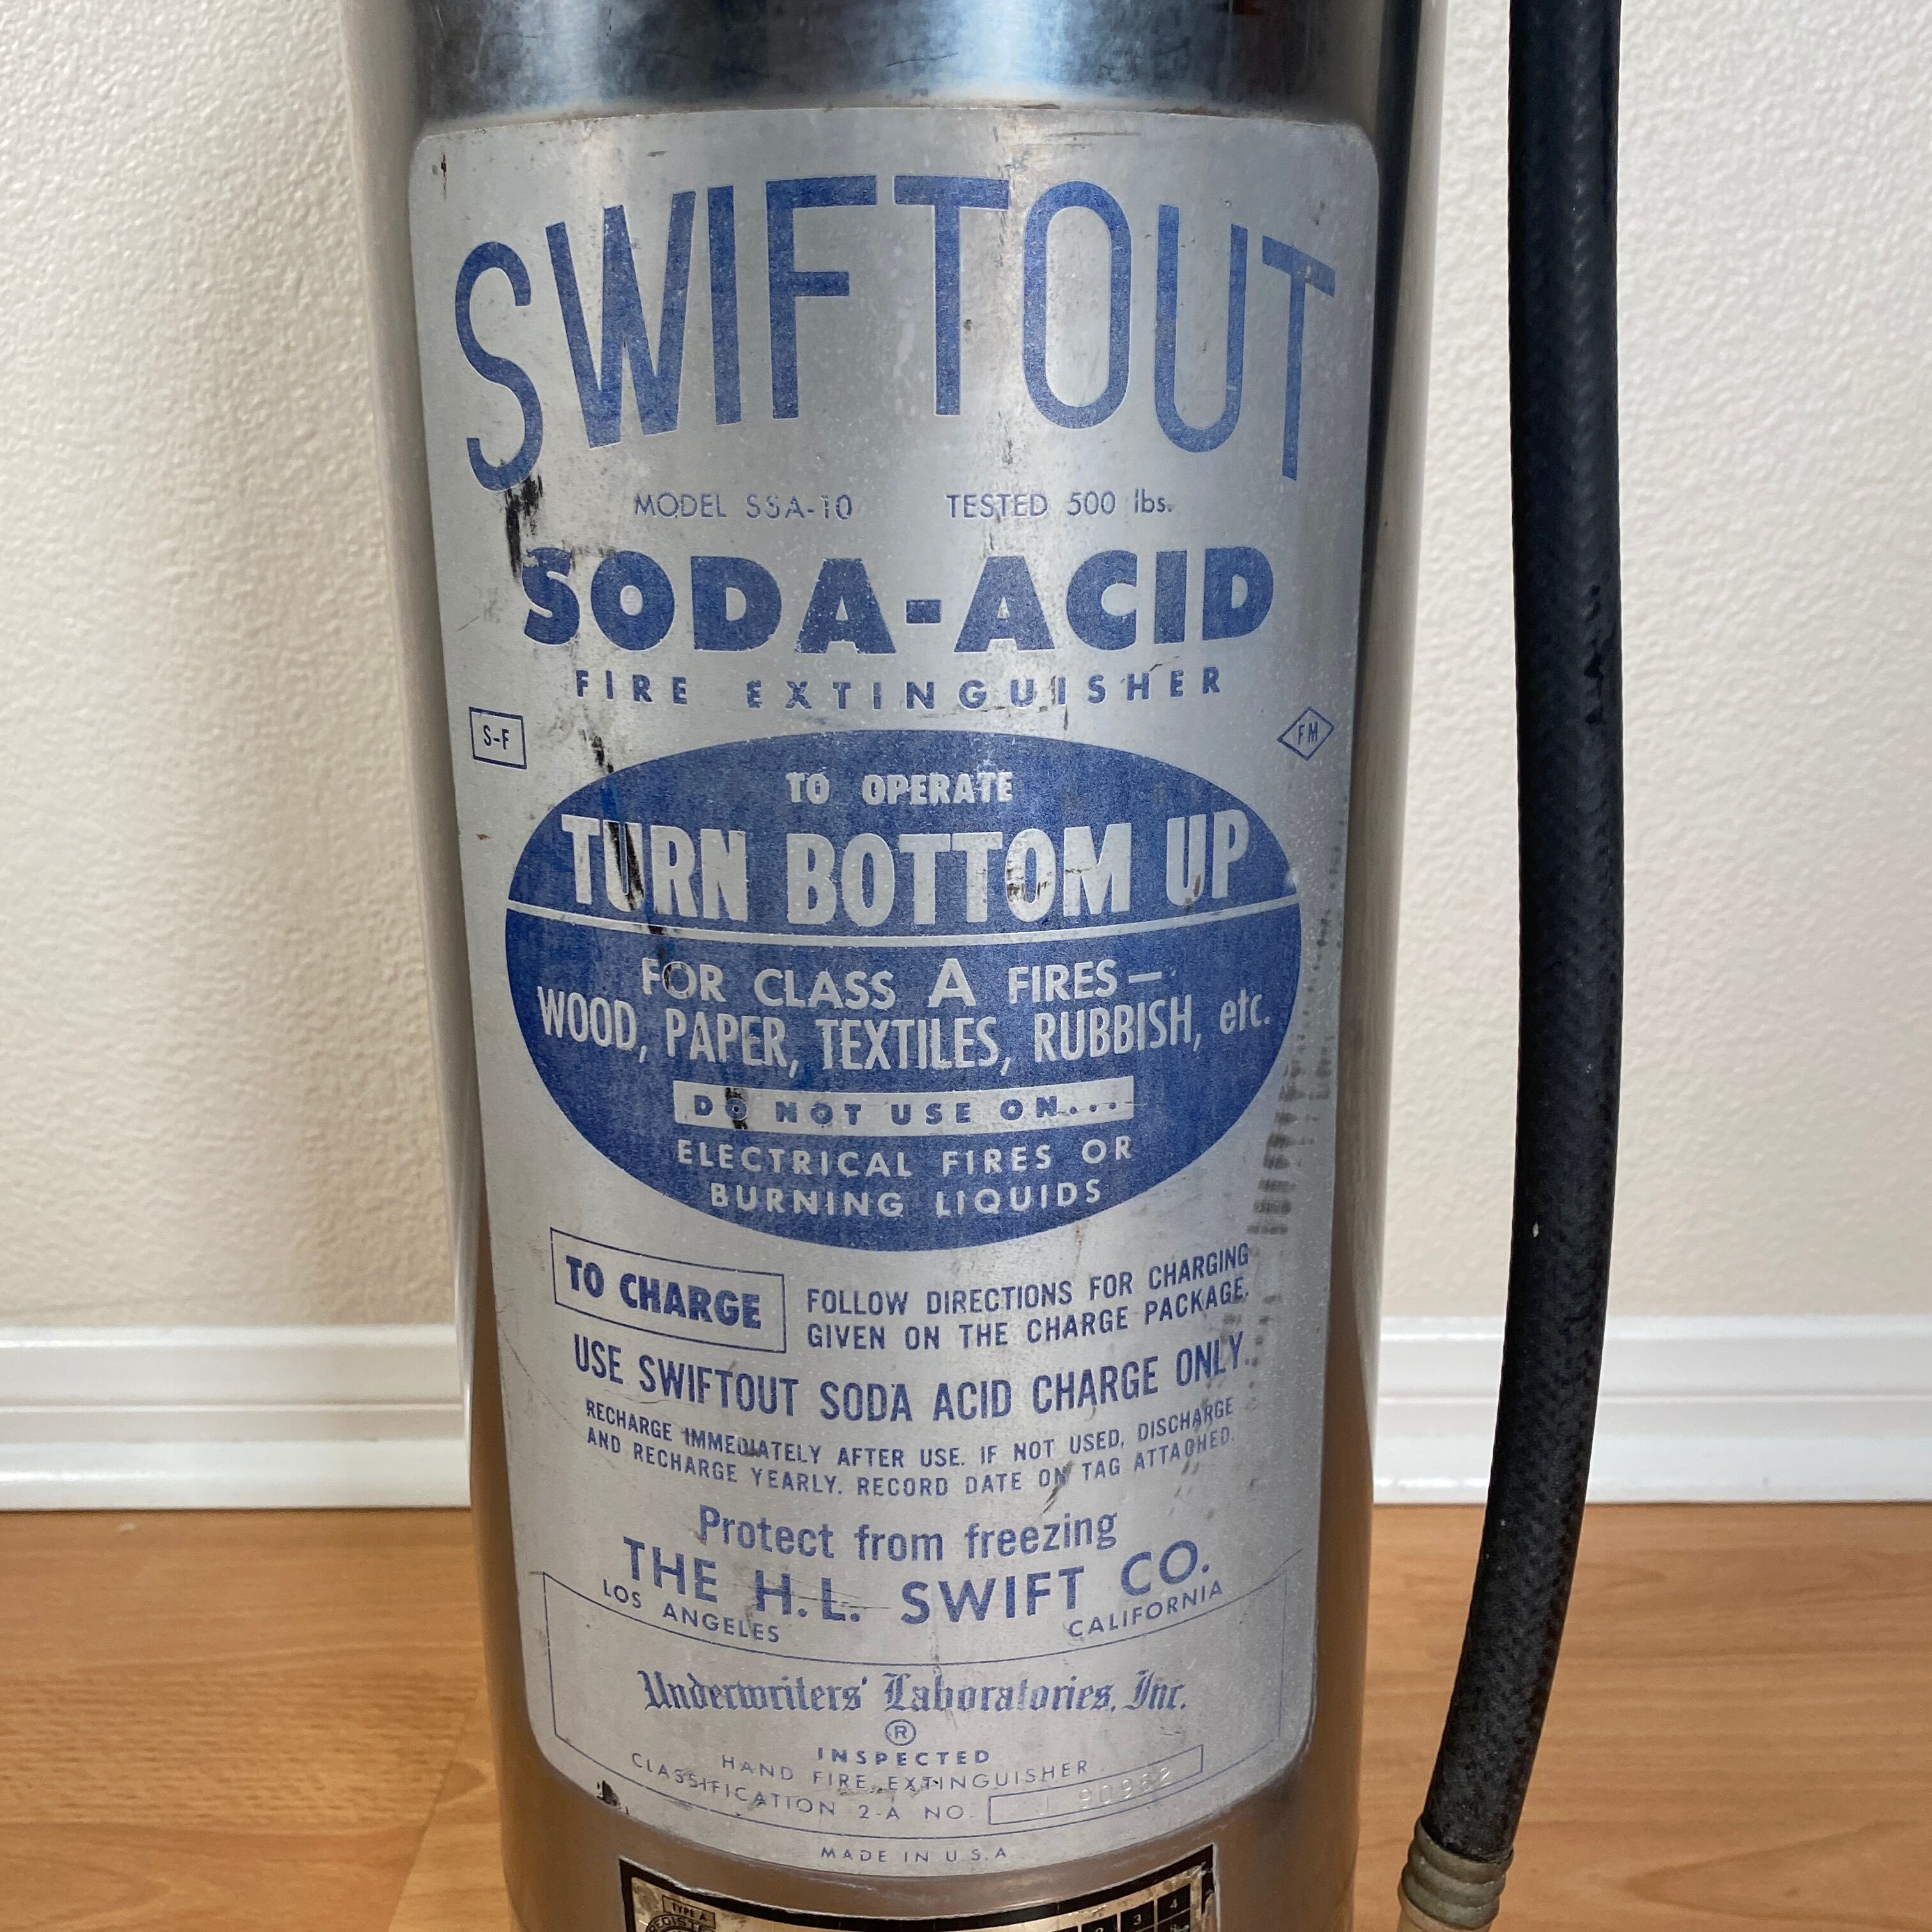 SWIFTOUT
MODEL SSA-10 TESTED 500 lbs.
SODA-ACID
FIRE EXTINGUISHER
S-F FM
TO OPERATE
TURN BOTTOM UP
FOR CLASS A FIRES—
WOOD, PAPER, TEXTILES, RUBBISH, etc.
DO NOT USE ON...
ELECTRICAL FIRES OR
BURNING LIQUIDS
TO CHARGE
FOLLOW DIRECTIONS FOR CHARGING
GIVEN ON THE CHARGE PACKAGE.
USE SWIFTOUT SODA ACID CHARGE ONLY.
RECHARGE IMMEDIATELY AFTER USE. IF NOT USED, DISCHARGE
AND RECHARGE YEARLY. RECORD DATE ON TAG ATTACHED.
Protect from freezing
THE H.L. SWIFT CO.
LOS ANGELES CALIFORNIA
Underwriters' Laboratories, Inc.
®
INSPECTED
HAND FIRE EXTINGUISHER
CLASSIFICATION 2-A NO.
MADE IN U.S.A
TYPE A
2 3 4